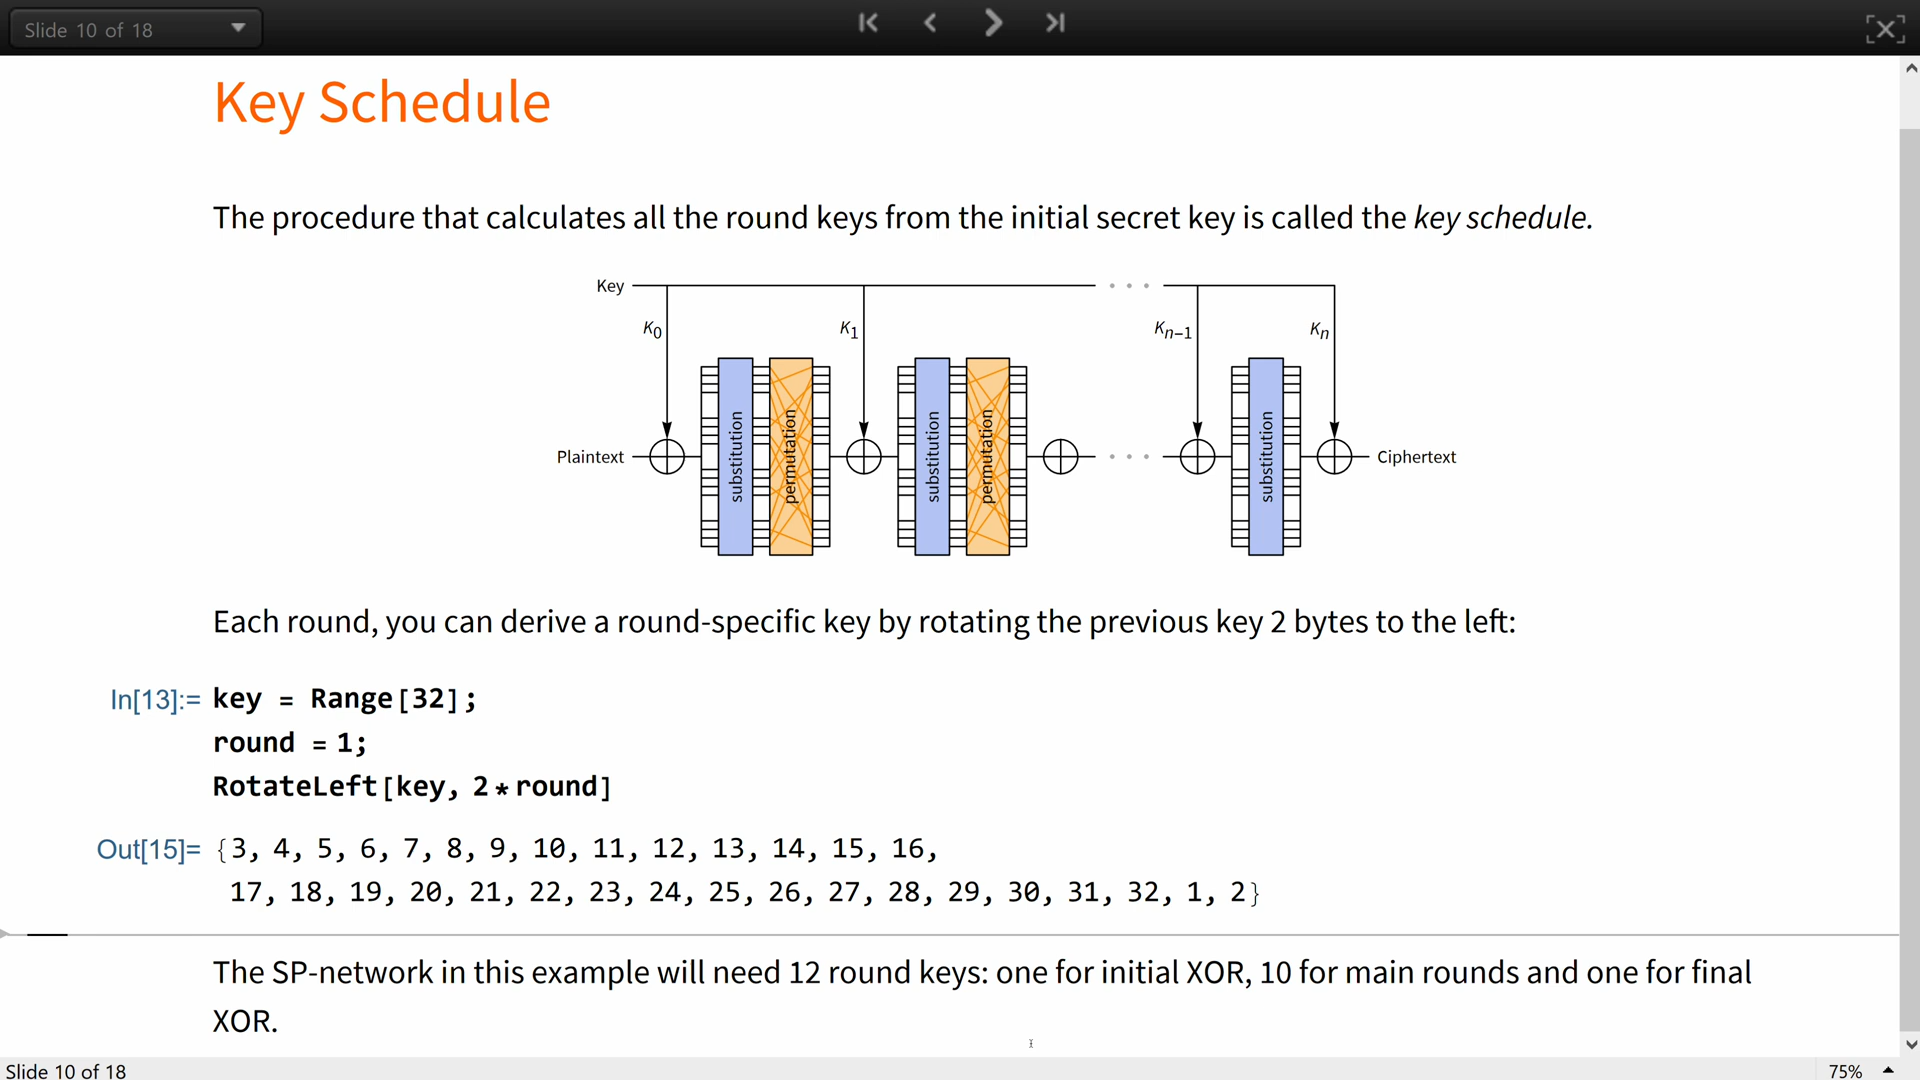 Slide 10 of 18
Key Schedule
The procedure that calculates all the round keys from the initial secret key is called the key schedule.
Key
K0
K1
Kn−1
Kn
Plaintext
substitution
permutation
substitution
permutation
substitution
Ciphertext
Each round, you can derive a round-specific key by rotating the previous key 2 bytes to the left:
In[13]:= key = Range[32];
round = 1;
RotateLeft[key, 2*round]
Out[15]= {3, 4, 5, 6, 7, 8, 9, 10, 11, 12, 13, 14, 15, 16,
17, 18, 19, 20, 21, 22, 23, 24, 25, 26, 27, 28, 29, 30, 31, 32, 1, 2}
The SP-network in this example will need 12 round keys: one for initial XOR, 10 for main rounds and one for final
XOR.
Slide 10 of 18
75%